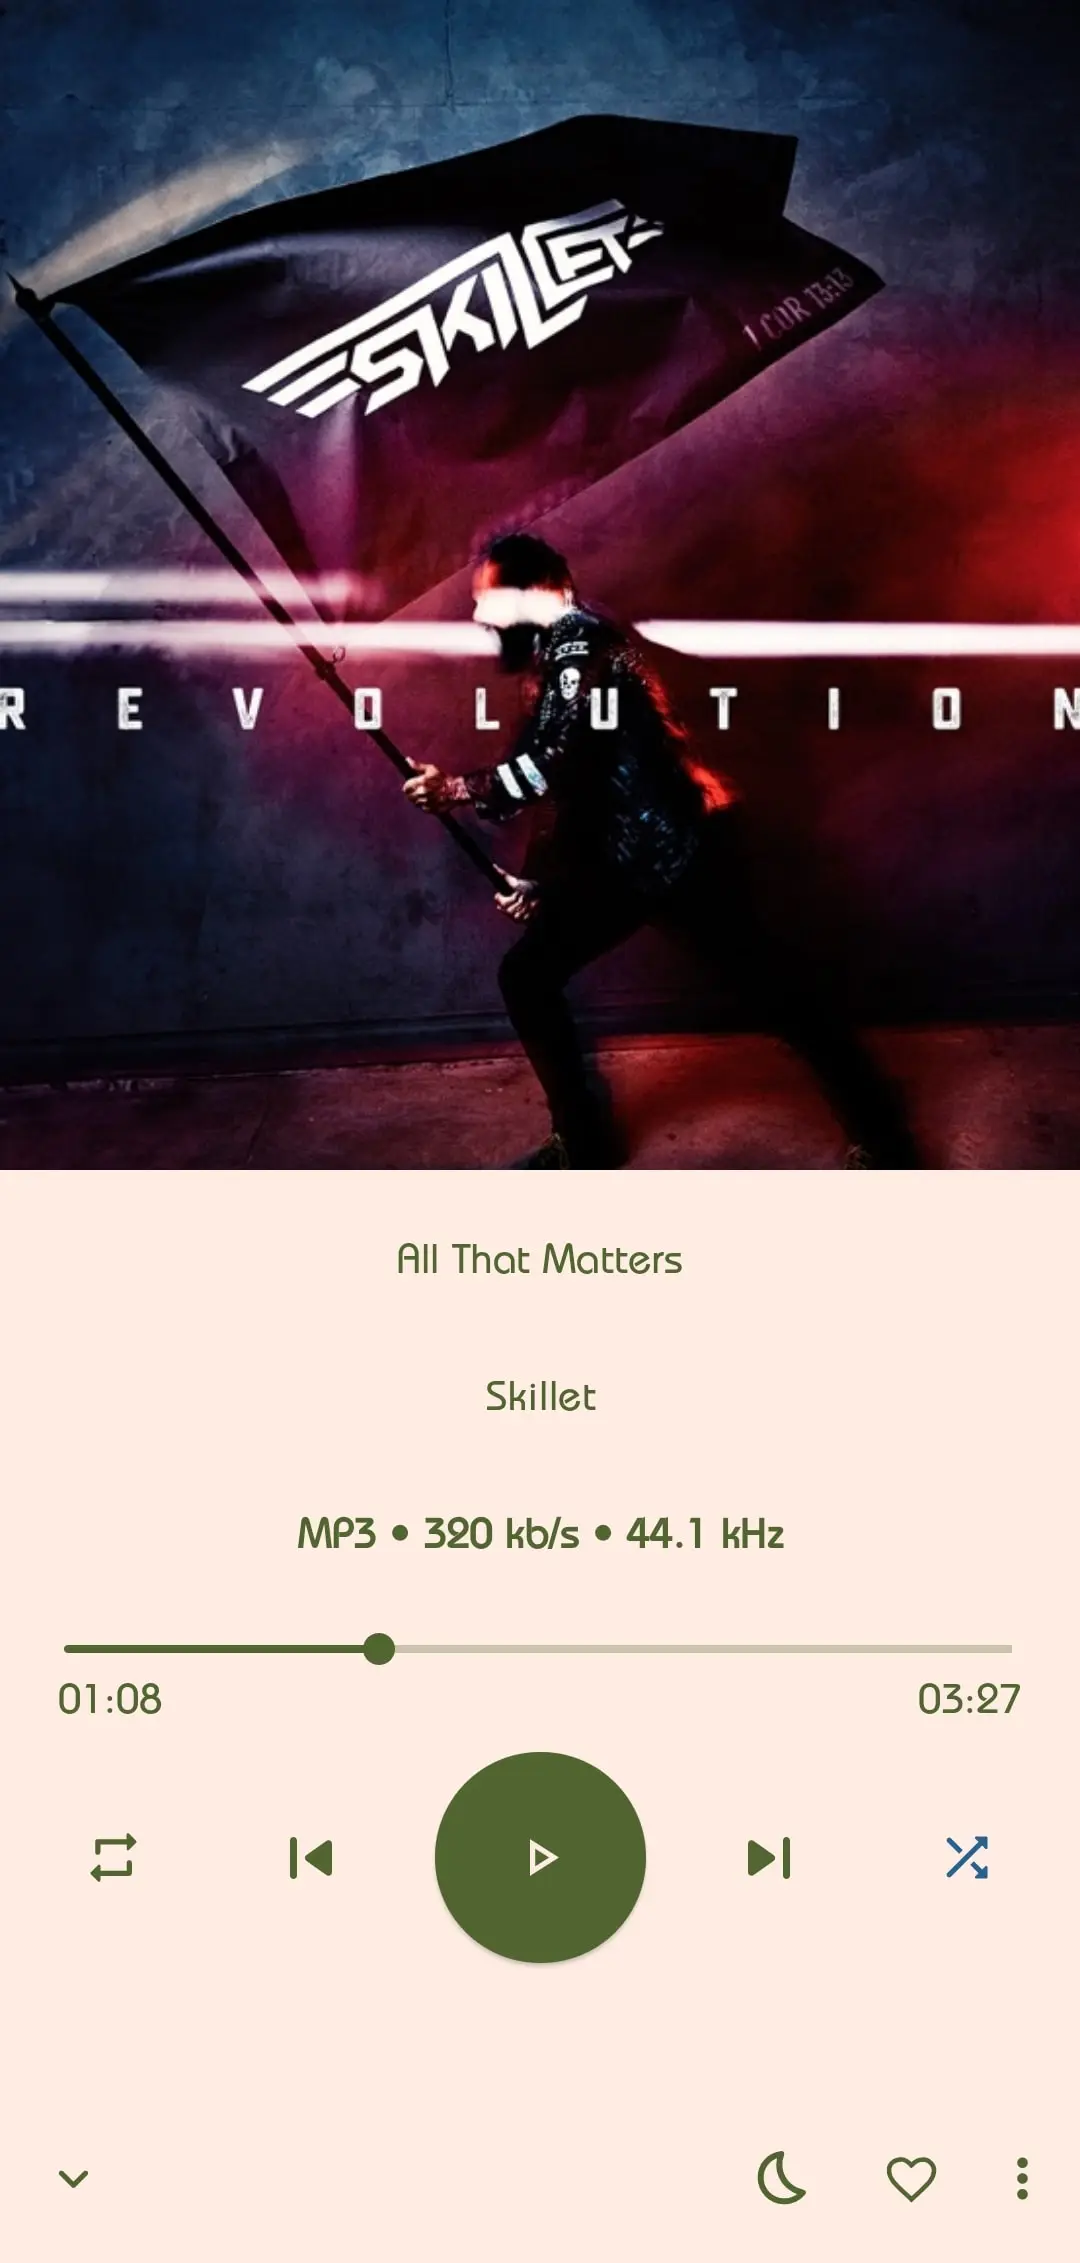 SKILLET
1 COR 13:13
REVOLUTION
All That Matters
Skillet
MP3 • 320 kb/s • 44.1 kHz
01:08
03:27